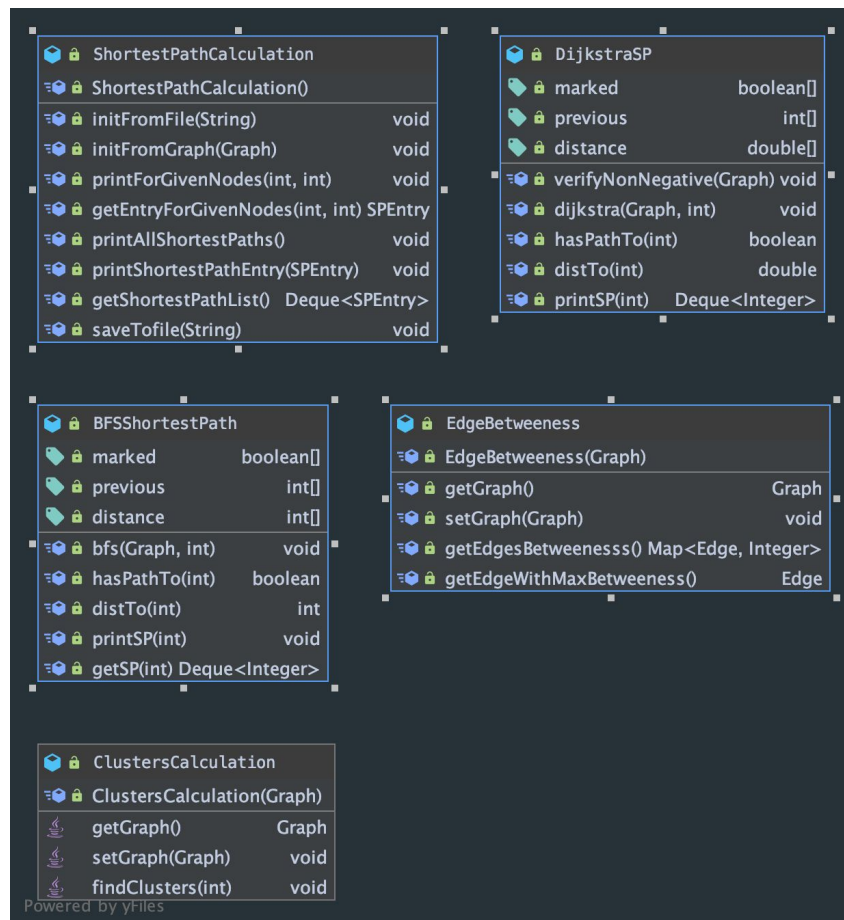 ShortestPathCalculation
ShortestPathCalculation()
initFromFile(String) void
initFromGraph(Graph) void
printForGivenNodes(int, int) void
getEntryForGivenNodes(int, int) SPEntry
printAllShortestPaths() void
printShortestPathEntry(SPEntry) void
getShortestPathList() Deque<SPEntry>
saveTofile(String) void
DijkstraSP
marked boolean[]
previous int[]
distance double[]
verifyNonNegative(Graph) void
dijkstra(Graph, int) void
hasPathTo(int) boolean
distTo(int) double
printSP(int) Deque<Integer>
BFSShortestPath
marked boolean[]
previous int[]
distance int[]
bfs(Graph, int) void
hasPathTo(int) boolean
distTo(int) int
printSP(int) void
getSP(int) Deque<Integer>
EdgeBetweeness
EdgeBetweeness(Graph)
getGraph() Graph
setGraph(Graph) void
getEdgesBetweenesss() Map<Edge, Integer>
getEdgeWithMaxBetweeness() Edge
ClustersCalculation
ClustersCalculation(Graph)
getGraph() Graph
setGraph(Graph) void
findClusters(int) void
Powered by yFiles